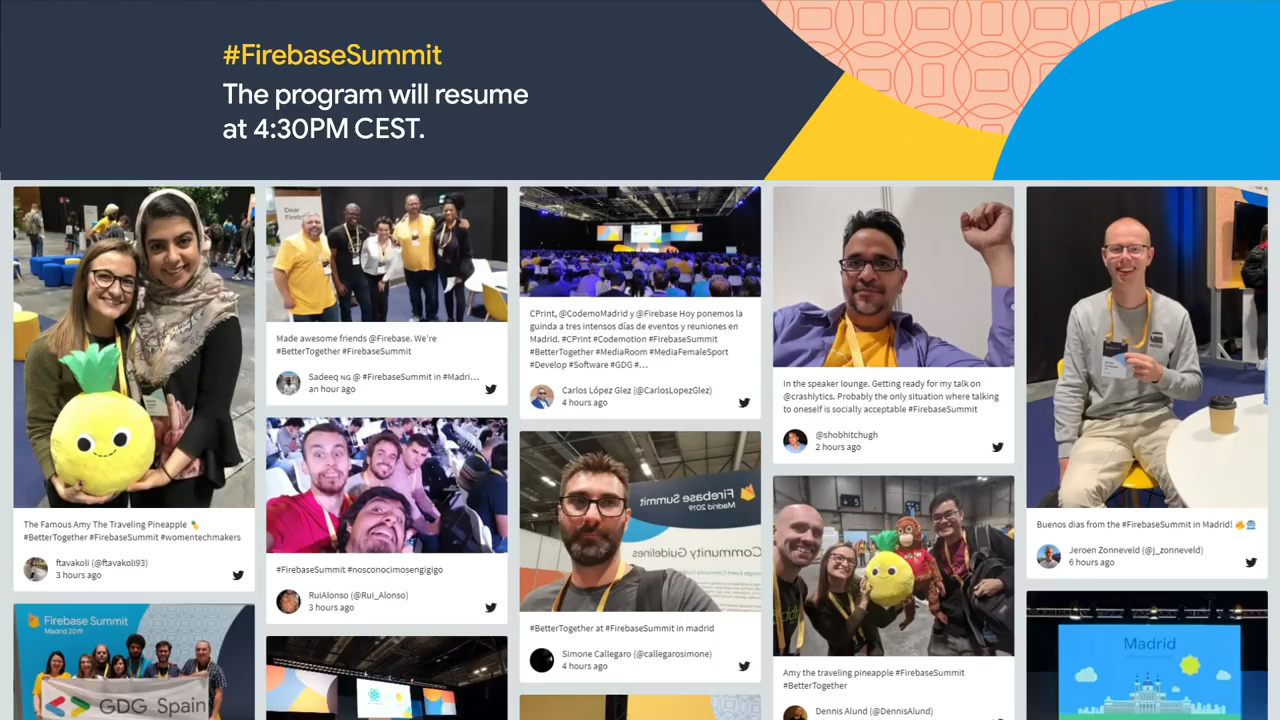 #FirebaseSummit
The program will resume
at 4:30PM CEST.
The Famous Amy The Traveling Pineapple 🍍
#BetterTogether #FirebaseSummit #womentechmakers
ftavakoli (@ftavakoli93)
3 hours ago
Firebase Summit
Madrid 2019
GDG Spain
Dear
Made awesome friends @Firebase. We're
#BetterTogether #FirebaseSummit
Sadeeq NG @ #FirebaseSummit in #Madri...
an hour ago
#FirebaseSummit #nosconocimosengigigo
RuiAlonso (@Rui_Alonso)
3 hours ago
CPrint, @CodemoMadrid y @Firebase Hoy ponemos la
guinda a tres intensos días de eventos y reuniones en
Madrid. #CPrint #Codemotion #FirebaseSummit
#BetterTogether #MediaRoom #MediaFemaleSport
#Develop #Software #GDG #...
Carlos López Glez (@CarlosLopezGlez)
4 hours ago
Firebase Summit
Madrid 2019
Community Guidelines
#BetterTogether at #FirebaseSummit in madrid
Simone Callegaro (@callegarosimone)
4 hours ago
In the speaker lounge. Getting ready for my talk on
@crashlytics. Probably the only situation where talking
to oneself is socially acceptable #FirebaseSummit
@shobhitchugh
2 hours ago
5
Amy the traveling pineapple #FirebaseSummit
#BetterTogether
Dennis Alund (@DennisAlund)
Buenos dias from the #FirebaseSummit in Madrid! 🔥
Jeroen Zonneveld (@j_zonneveld)
6 hours ago
Madrid